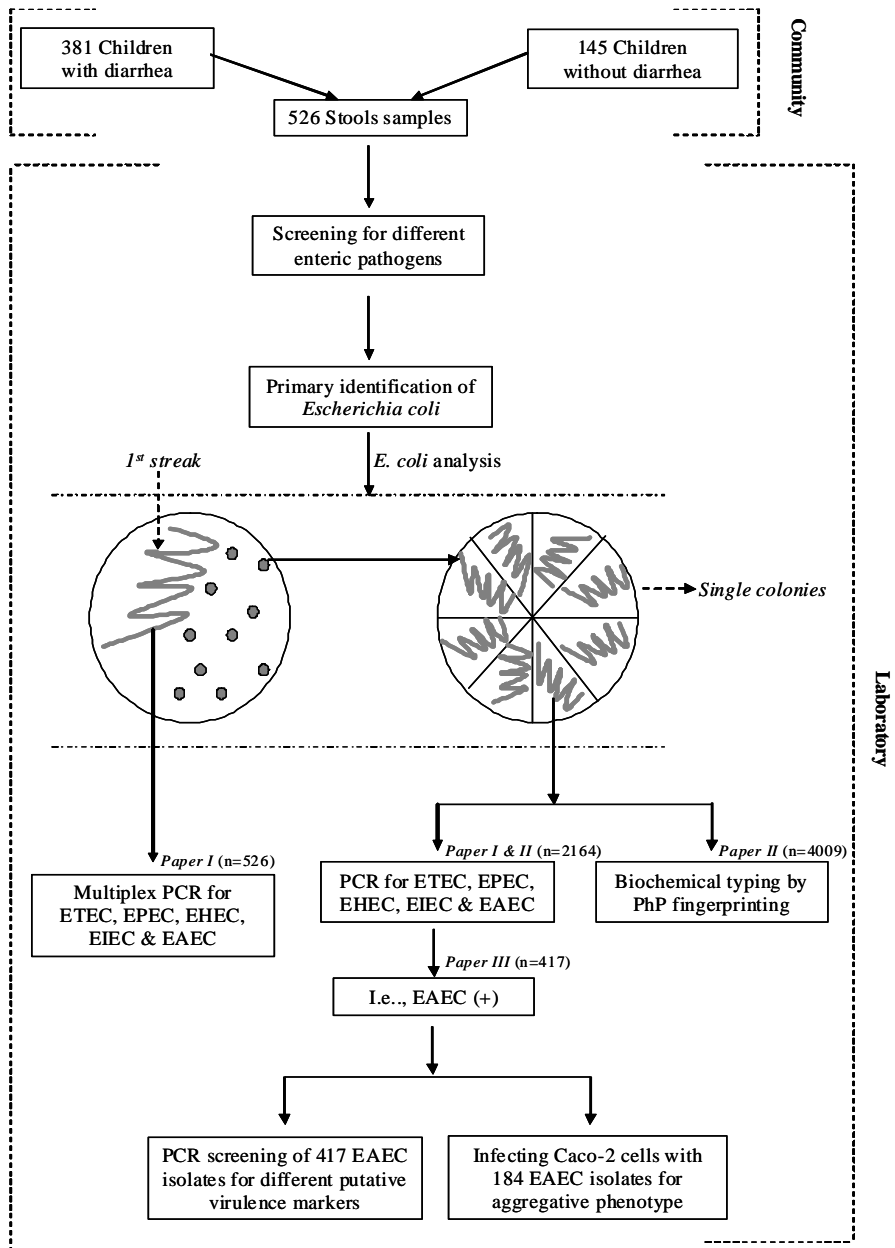 381 Children
with diarrhea
145 Children
without diarrhea
Community
526 Stools samples
Screening for different
enteric pathogens
Primary identification of
Escherichia coli
1st streak
E. coli analysis
Single colonies
Laboratory
Paper I (n=526)
Multiplex PCR for
ETEC, EPEC, EHEC,
EIEC & EAEC
Paper I & II (n=2164)
PCR for ETEC, EPEC,
EHEC, EIEC & EAEC
Paper II (n=4009)
Biochemical typing by
PhP fingerprinting
Paper III (n=417)
I.e.., EAEC (+)
PCR screening of 417 EAEC
isolates for different putative
virulence markers
Infecting Caco-2 cells with
184 EAEC isolates for
aggregative phenotype